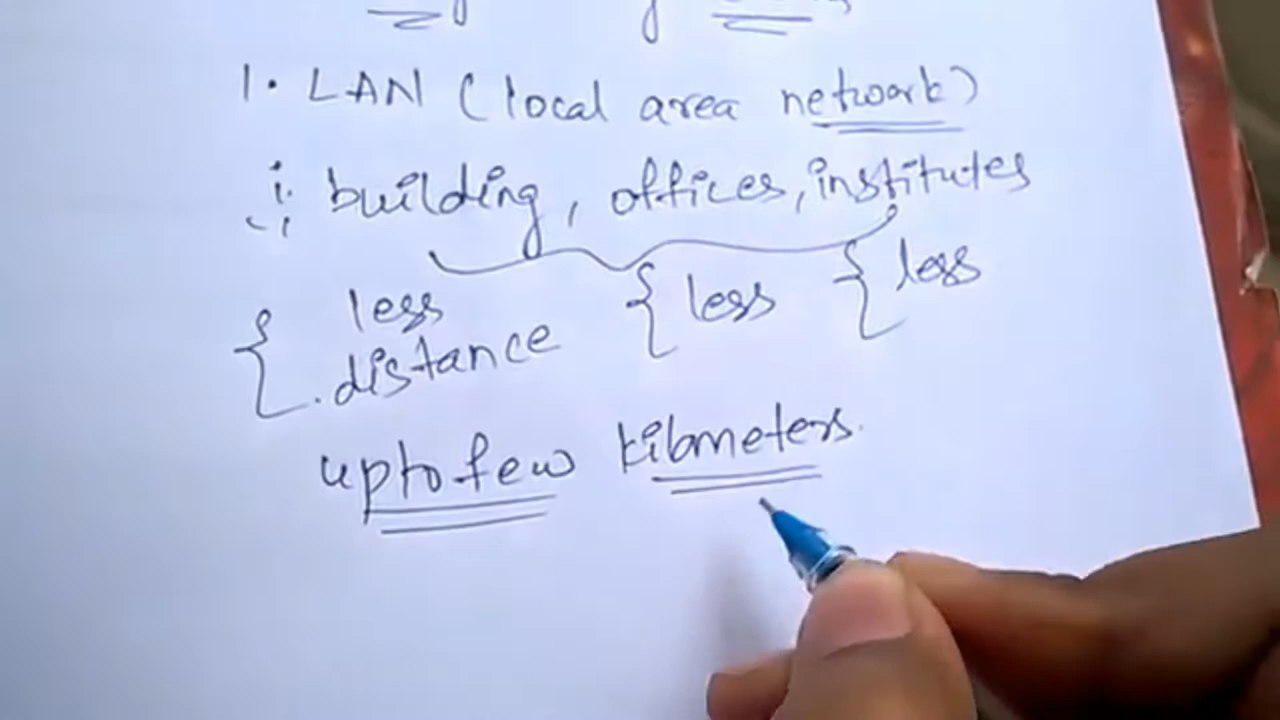 1. LAN (local area network)
i. building, offices, institutes
{ less { less { less
distance
upto few kilometers.